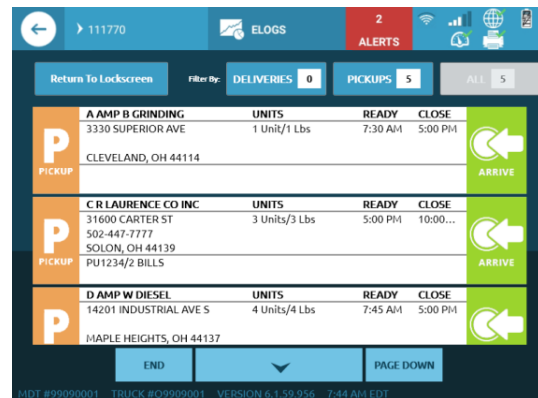 111770
ELOGS
2
ALERTS
Return To Lockscreen
Filter By:
DELIVERIES 0
PICKUPS 5
ALL 5
A AMP B GRINDING UNITS READY CLOSE
PICKUP
3330 SUPERIOR AVE 1 Unit/1 Lbs 7:30 AM 5:00 PM
CLEVELAND, OH 44114
ARRIVE
C R LAURENCE CO INC UNITS READY CLOSE
PICKUP
31600 CARTER ST 3 Units/3 Lbs 5:00 PM 10:00...
502-447-7777
SOLON, OH 44139
PU1234/2 BILLS
ARRIVE
D AMP W DIESEL UNITS READY CLOSE
P
14201 INDUSTRIAL AVE S 4 Units/4 Lbs 7:45 AM 5:00 PM
MAPLE HEIGHTS, OH 44137
END
PAGE DOWN
MDT #99090001 TRUCK #O9909001 VERSION 6.1.59.956 7:44 AM EDT